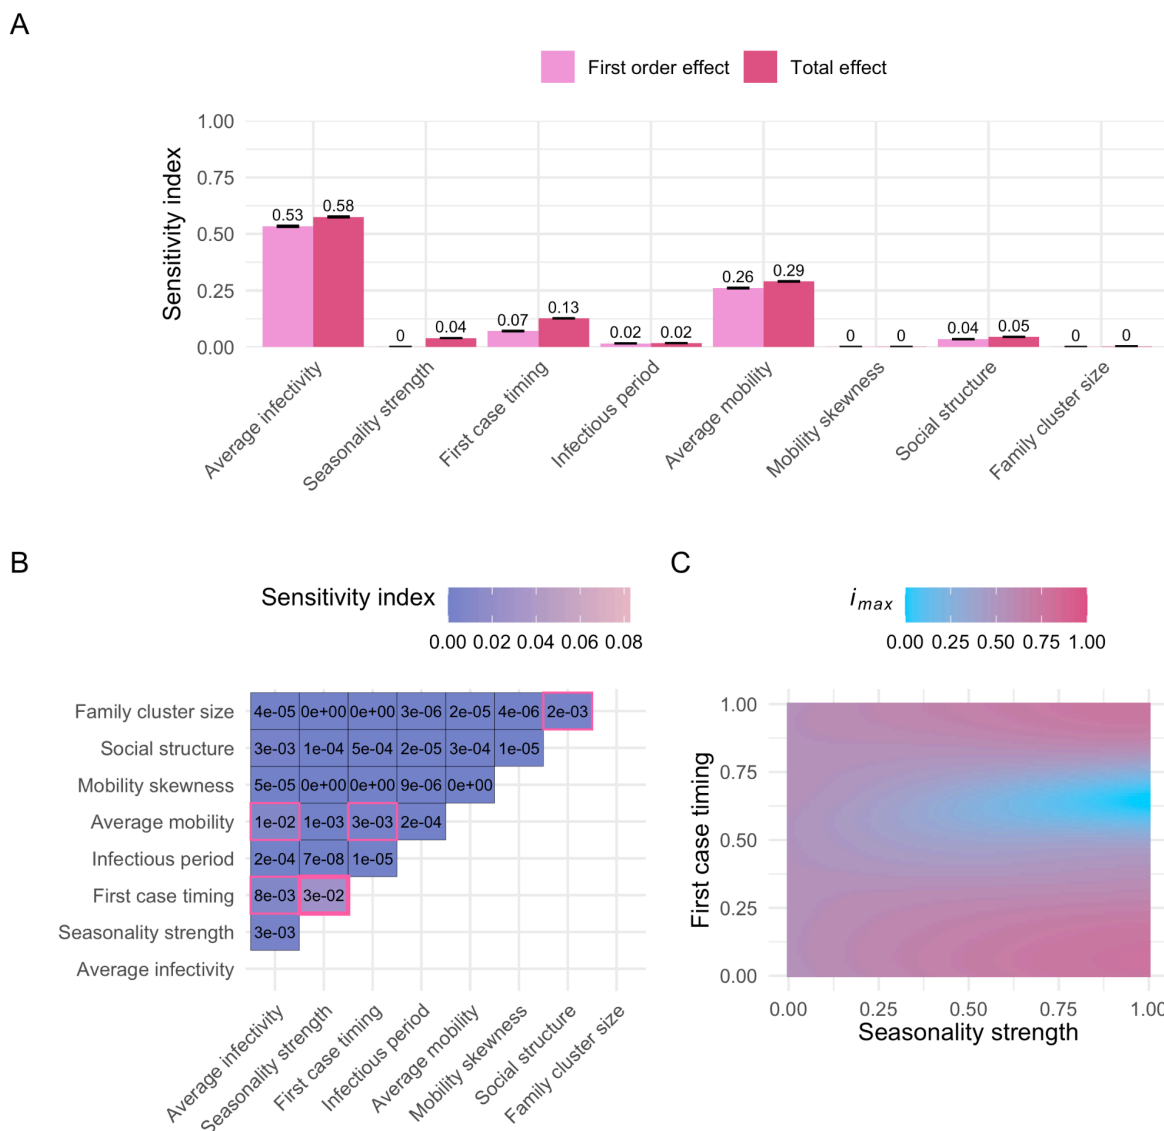 A
First order effect Total effect
Sensitivity index
1.00
0.75
0.50
0.25
0.00
0.53 0.58 0 0.04 0.07 0.13 0.02 0.02 0.26 0.29 0 0 0.04 0.05 0 0
Average infectivity
Seasonality strength
First case timing
Infectious period
Average mobility
Mobility skewness
Social structure
Family cluster size
B
Sensitivity index
0.00 0.02 0.04 0.06 0.08
Family cluster size 4e-05 0e+00 0e+00 3e-06 2e-05 4e-06 2e-03
Social structure 3e-03 1e-04 5e-04 2e-05 3e-04 1e-05
Mobility skewness 5e-05 0e+00 0e+00 9e-06 0e+00
Average mobility 1e-02 1e-03 3e-03 2e-04
Infectious period 2e-04 7e-08 1e-05
First case timing 8e-03 3e-02
Seasonality strength 3e-03
Average infectivity
Average infectivity
Seasonality strength
First case timing
Infectious period
Average mobility
Mobility skewness
Social structure
Family cluster size
C
i max
0.00 0.25 0.50 0.75 1.00
First case timing
1.00
0.75
0.50
0.25
0.00
0.00 0.25 0.50 0.75 1.00
Seasonality strength